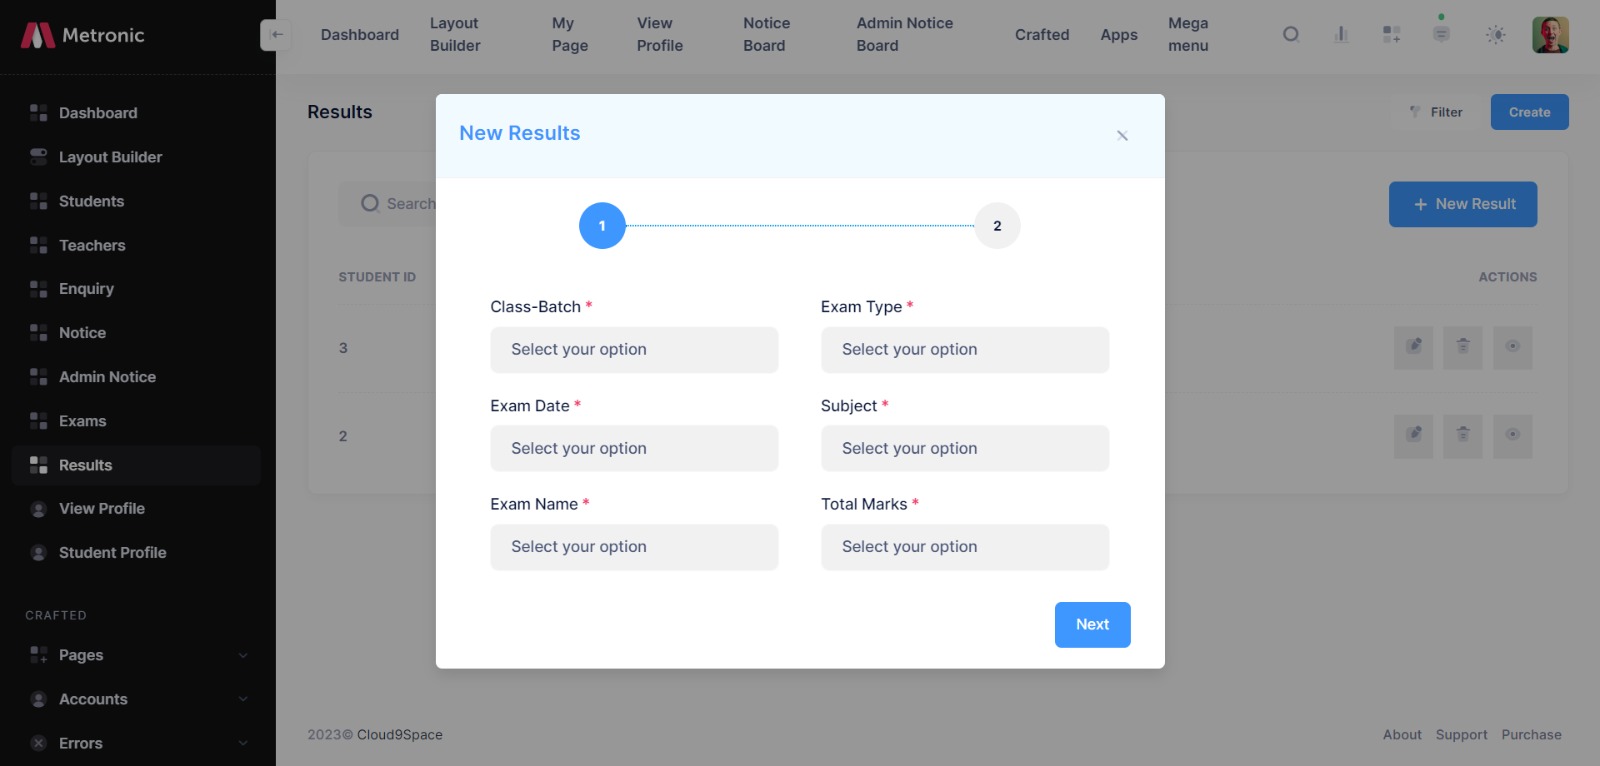 Metronic
Dashboard
Layout Builder
My Page
View Profile
Notice Board
Admin Notice Board
Crafted
Apps
Mega menu
Dashboard
Layout Builder
Students
Teachers
Enquiry
Notice
Admin Notice
Exams
Results
View Profile
Student Profile
CRAFTED
Pages
Accounts
Errors
Results
Filter
Create
Search
+ New Result
STUDENT ID
ACTIONS
3
2
New Results
1
2
Class-Batch *
Exam Type *
Select your option
Select your option
Exam Date *
Subject *
Select your option
Select your option
Exam Name *
Total Marks *
Select your option
Select your option
Next
2023© Cloud9Space
About Support Purchase